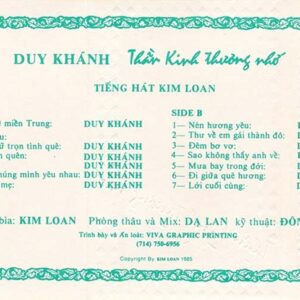 DUY KHÁNH Thần Kinh thương nhớ
TIẾNG HÁT KIM LOAN
miền Trung: DUY KHÁNH
DUY KHÁNH
trọn tình quê: DUY KHÁNH
quên: DUY KHÁNH
DUY KHÁNH
mình yêu nhau: DUY KHÁNH
mẹ: DUY KHÁNH
SIDE B
1— Nén hương yêu:
2— Thư về em gái thành đô:
3— Đêm bơ vơ:
4— Sao không thấy anh về:
5— Mưa bay trong đời:
6— Đi giữa quê hương:
7— Lời cuối cùng:
KIM LOAN Phòng thâu và Mix: DẠ LAN kỹ thuật:
Trình bày và Ấn loát: VIVA GRAPHIC PRINTING
(714) 750-6956
Copyright By KIM LOAN 1985